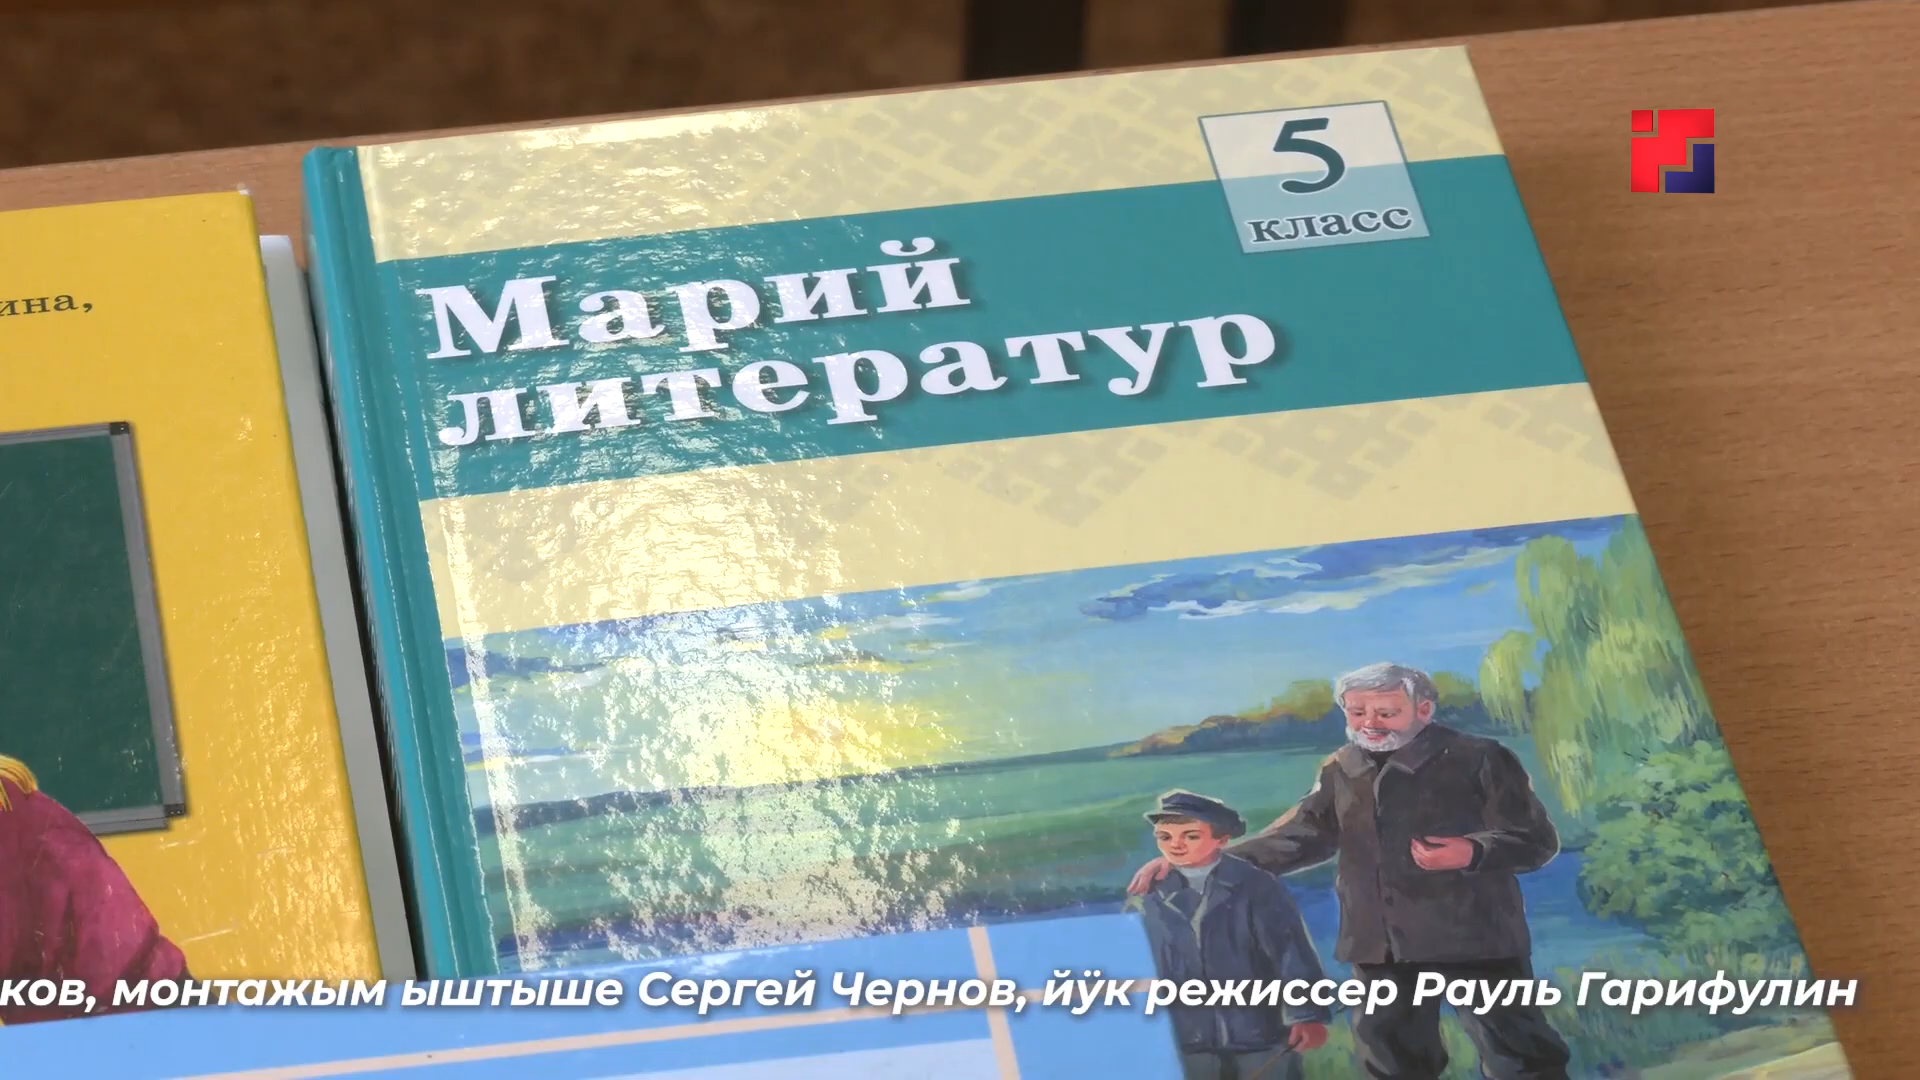 5
класс
Марий
литератур
ина,
ков, монтажым ыштыше Сергей Чернов, йӱк режиссер Рауль Гарифулин